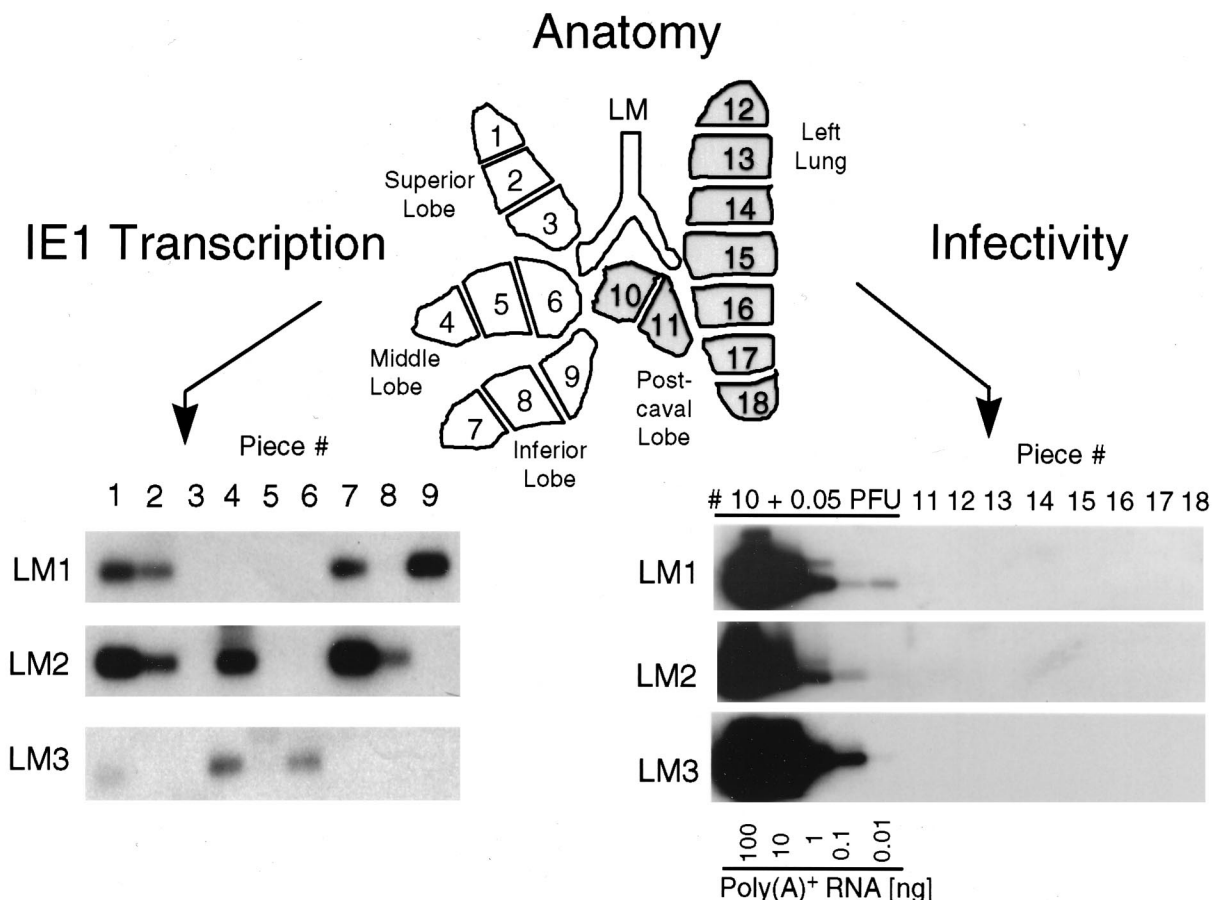 Anatomy
LM
Superior
Lobe
Middle
Lobe
Inferior
Lobe
Post-
caval
Lobe
Left
Lung
1
2
3
4
5
6
7
8
9
10
11
12
13
14
15
16
17
18
IE1 Transcription
Piece #
1 2 3 4 5 6 7 8 9
LM1
LM2
LM3
Infectivity
Piece #
# 10 + 0.05 PFU 11 12 13 14 15 16 17 18
LM1
LM2
LM3
100 10 1 0.1 0.01
Poly(A)+ RNA [ng]